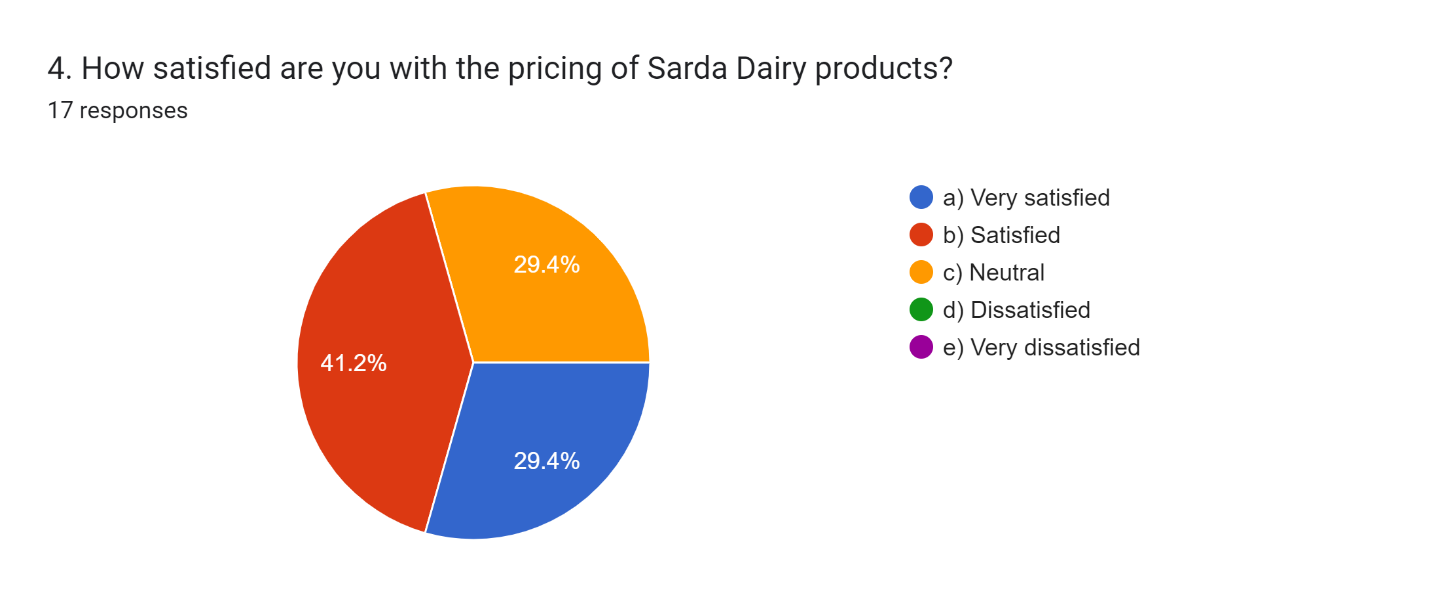 4. How satisfied are you with the pricing of Sarda Dairy products?
17 responses
a) Very satisfied
b) Satisfied
c) Neutral
d) Dissatisfied
e) Very dissatisfied
29.4%
41.2%
29.4%